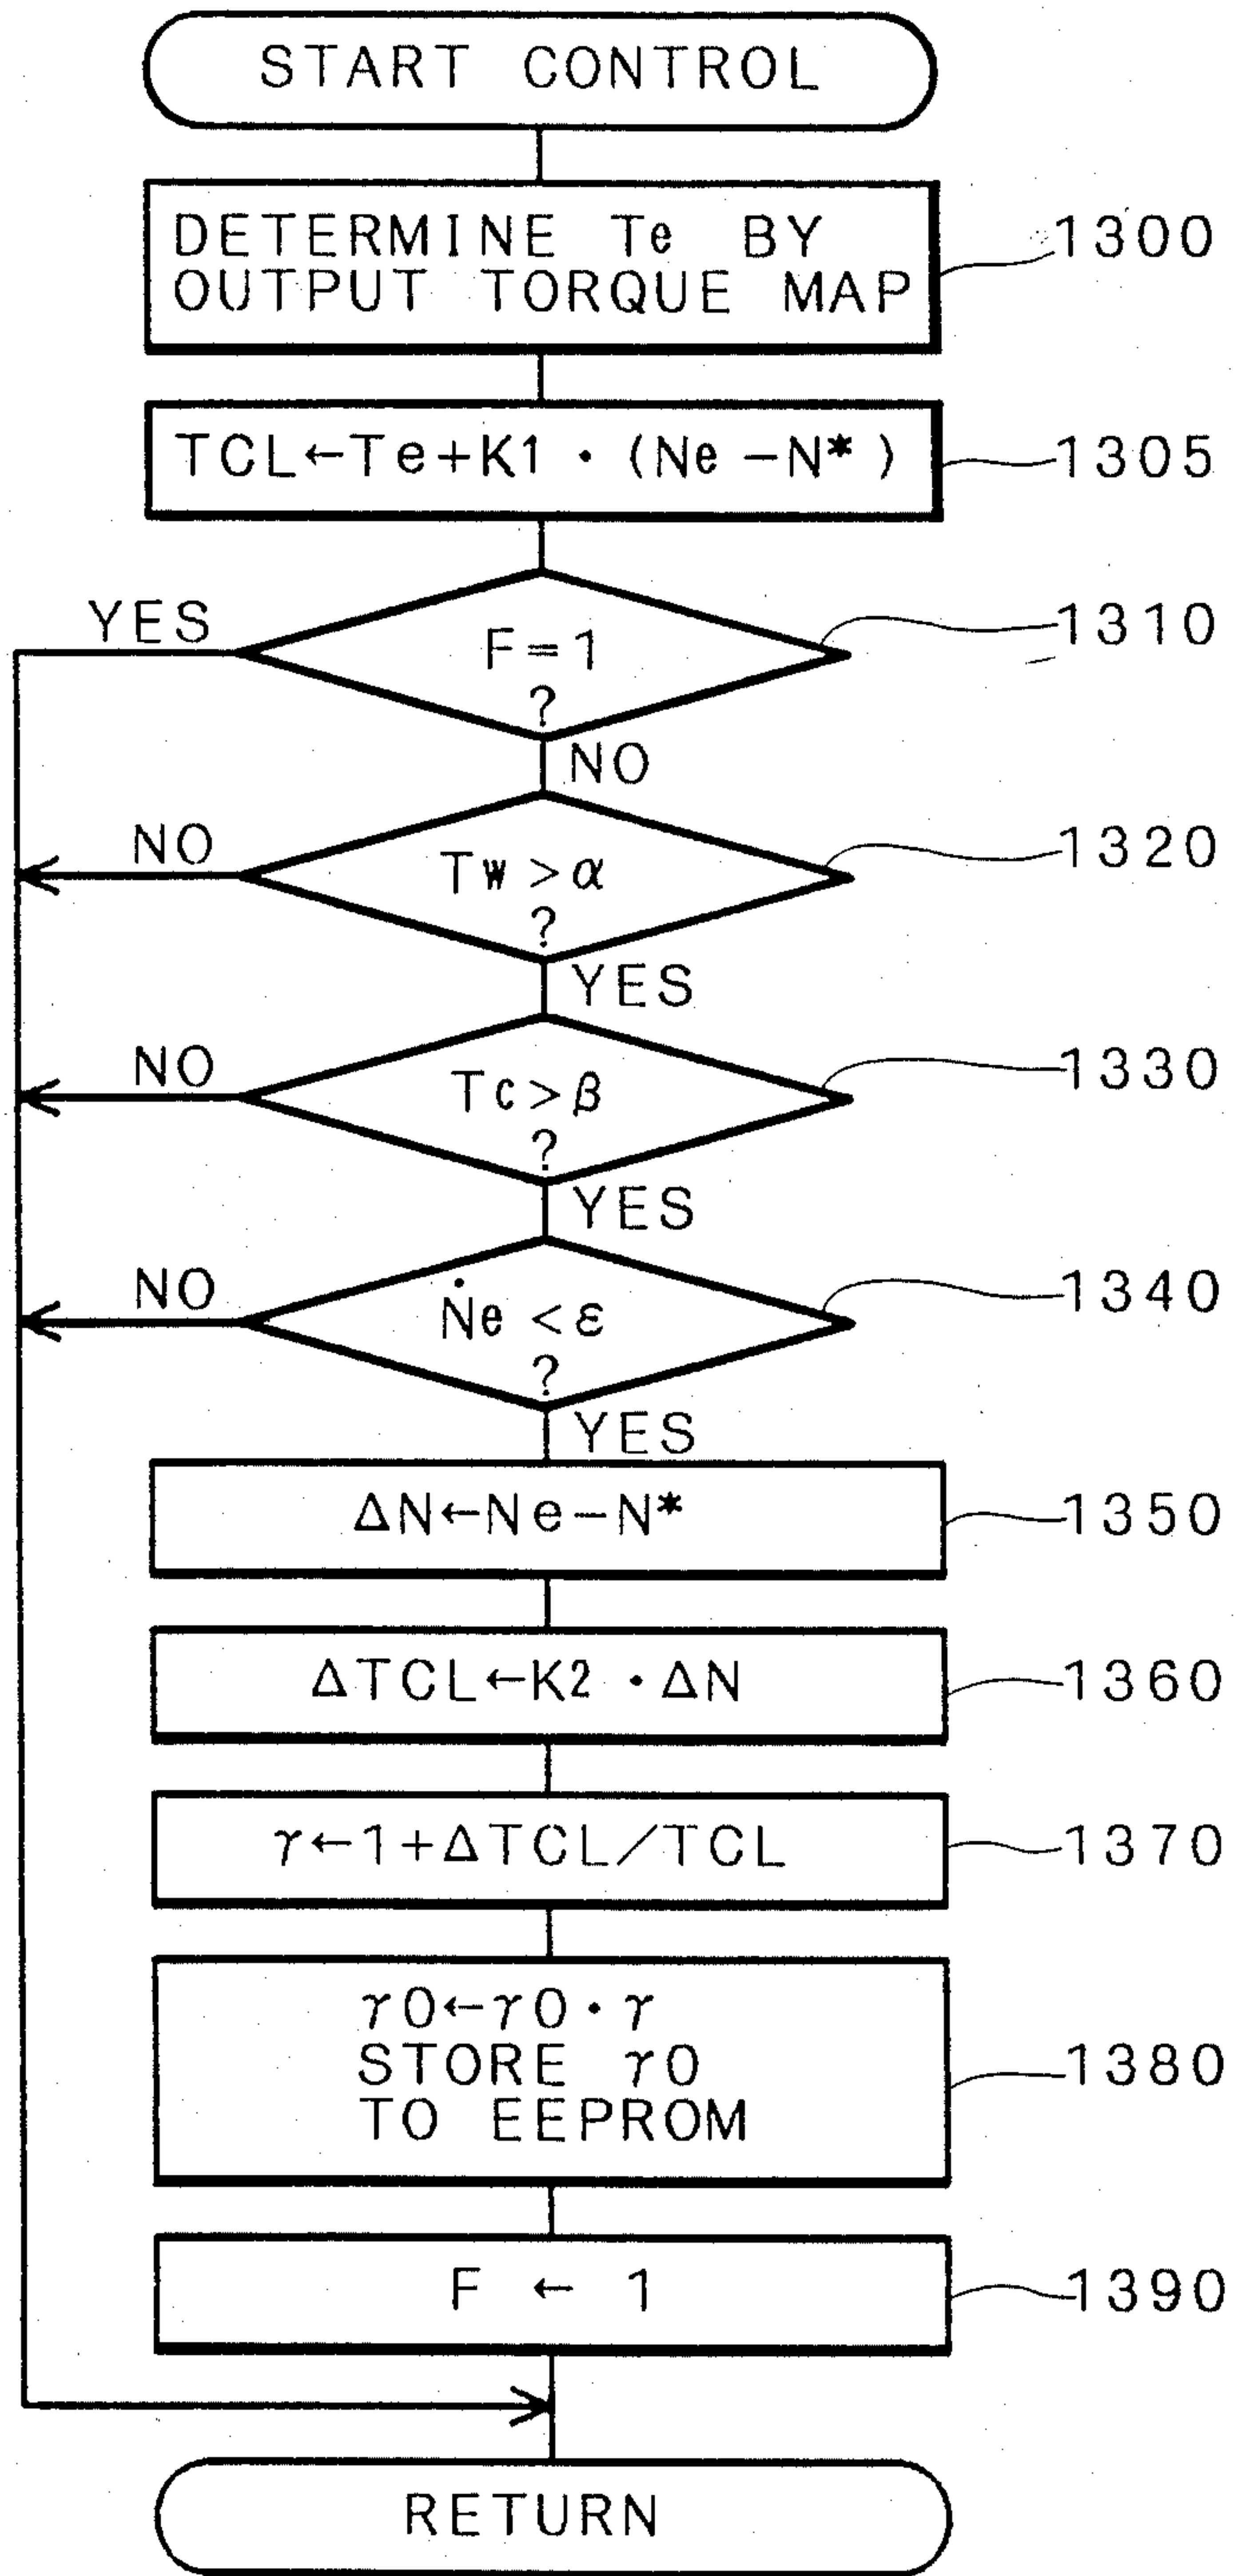 START CONTROL
DETERMINE Te BY
OUTPUT TORQUE MAP
1300
TCL←Te+K1・(Ne−N*)
1305
YES
F=1
?
1310
NO
NO
Tw>α
?
1320
YES
NO
Tc>β
?
1330
YES
NO
Ṅe<ε
?
1340
YES
ΔN←Ne−N*
1350
ΔTCL←K2・ΔN
1360
γ←1+ΔTCL/TCL
1370
γ0←γ0・γ
STORE γ0
TO EEPROM
1380
F ← 1
1390
RETURN